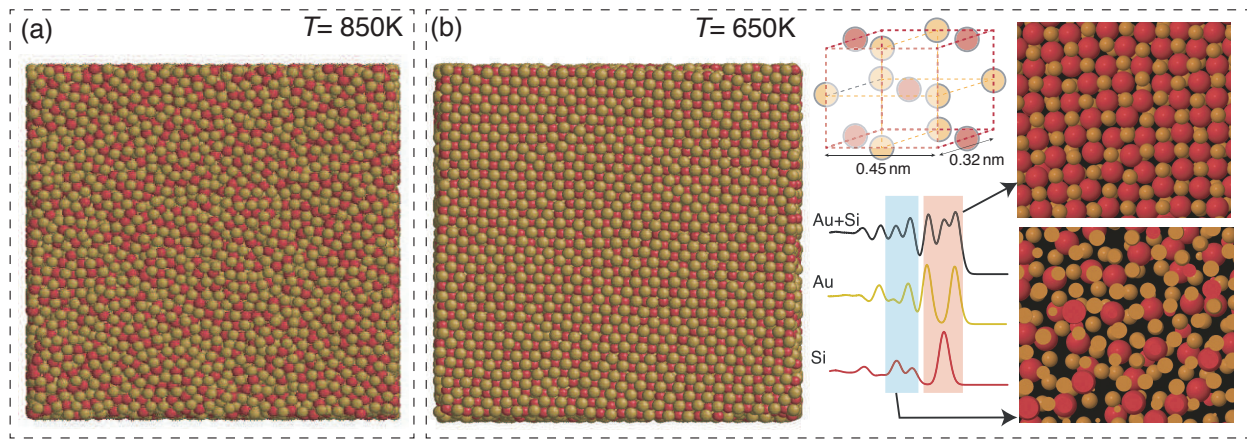 (a)
T= 850K
(b)
T= 650K
0.45 nm
0.32 nm
Au+Si
Au
Si